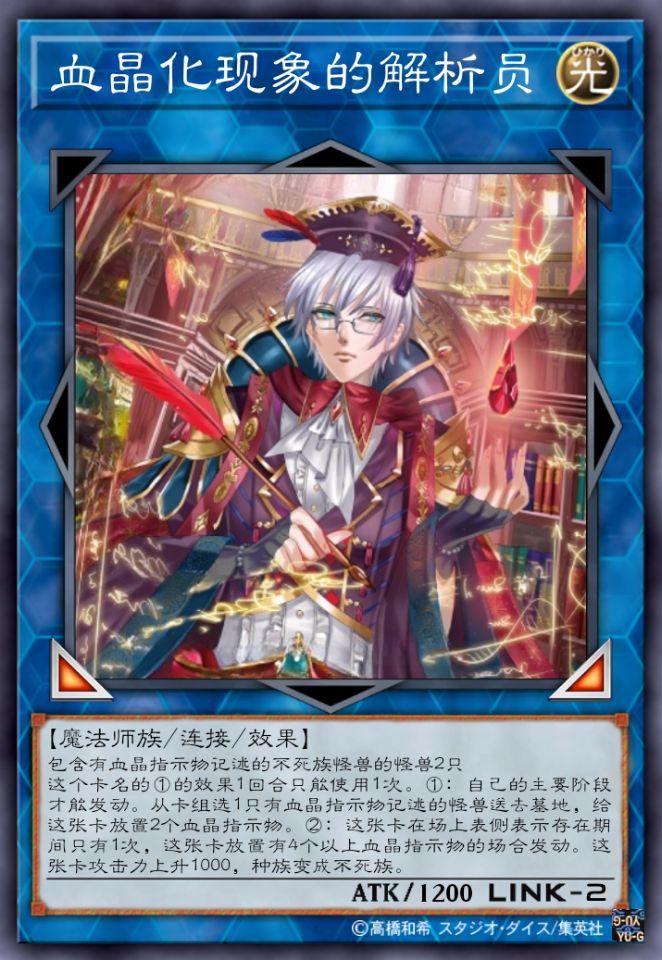 血晶化现象的解析员
ひかり
光
【魔法师族/连接/效果】
包含有血晶指示物记述的不死族怪兽的怪兽2只
这个卡名的①的效果1回合只能使用1次。①：自己的主要阶段
才能发动。从卡组选1只有血晶指示物记述的怪兽送去墓地，给
这张卡放置2个血晶指示物。②：这张卡在场上表侧表示存在期
间只有1次，这张卡放置有4个以上血晶指示物的场合发动。这
张卡攻击力上升1000，种族变成不死族。
ATK/1200 LINK-2
©高橋和希 スタジオ・ダイス/集英社